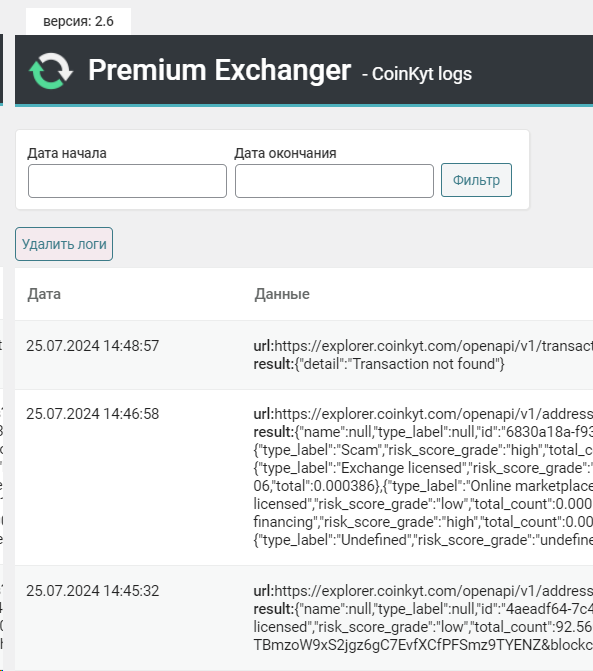 версия: 2.6
Premium Exchanger - CoinKyt logs
Дата начала Дата окончания
Фильтр
Удалить логи
Дата Данные
25.07.2024 14:48:57 url:https://explorer.coinkyt.com/openapi/v1/transact
result:{"detail":"Transaction not found"}
25.07.2024 14:46:58 url:https://explorer.coinkyt.com/openapi/v1/address
result:{"name":null,"type_label":null,"id":"6830a18a-f93
{"type_label":"Scam","risk_score_grade":"high","total_c
{"type_label":"Exchange licensed","risk_score_grade":"
06,"total":0.000386},{"type_label":"Online marketplace
licensed","risk_score_grade":"low","total_count":0.000
financing","risk_score_grade":"high","total_count":0.00
{"type_label":"Undefined","risk_score_grade":"undefine
25.07.2024 14:45:32 url:https://explorer.coinkyt.com/openapi/v1/address
result:{"name":null,"type_label":null,"id":"4aeadf64-7c4
licensed","risk_score_grade":"low","total_count":92.56
TBmzoW9xS2jgz6gC7EvfXCfPFSmz9TYENZ&blockc